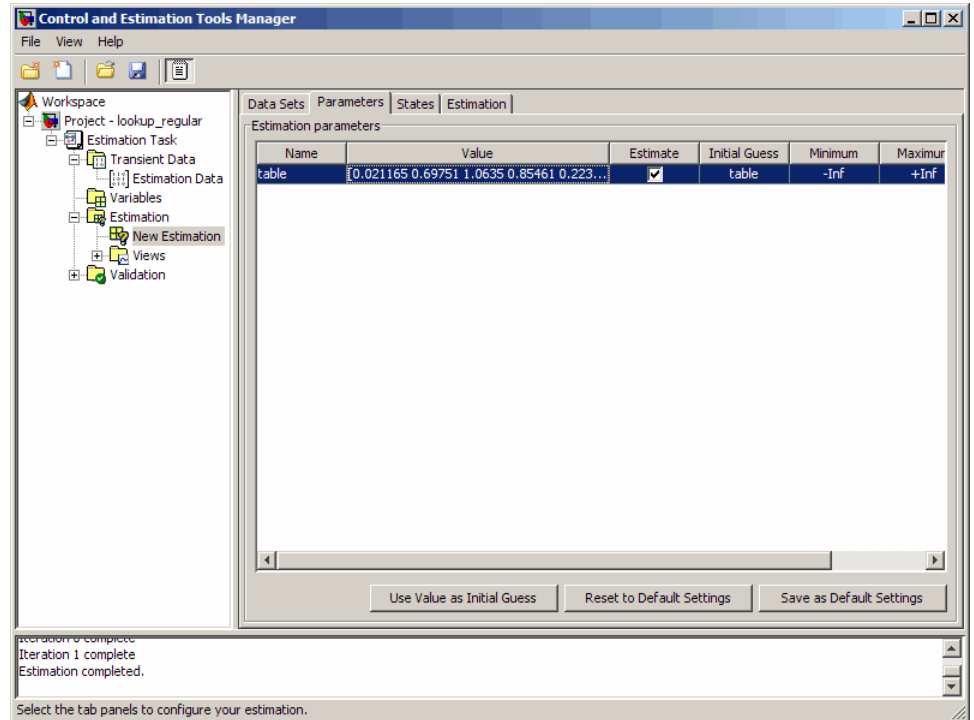 Control and Estimation Tools Manager
File View Help
Workspace
Project - lookup_regular
Estimation Task
Transient Data
Estimation Data
Variables
Estimation
New Estimation
Views
Validation
Data Sets Parameters States Estimation
Estimation parameters
Name Value Estimate Initial Guess Minimum Maximur
table [0.021165 0.69751 1.0635 0.85461 0.223... table -Inf +Inf
Use Value as Initial Guess Reset to Default Settings Save as Default Settings
Iteration 0 complete
Iteration 1 complete
Estimation completed.
Select the tab panels to configure your estimation.